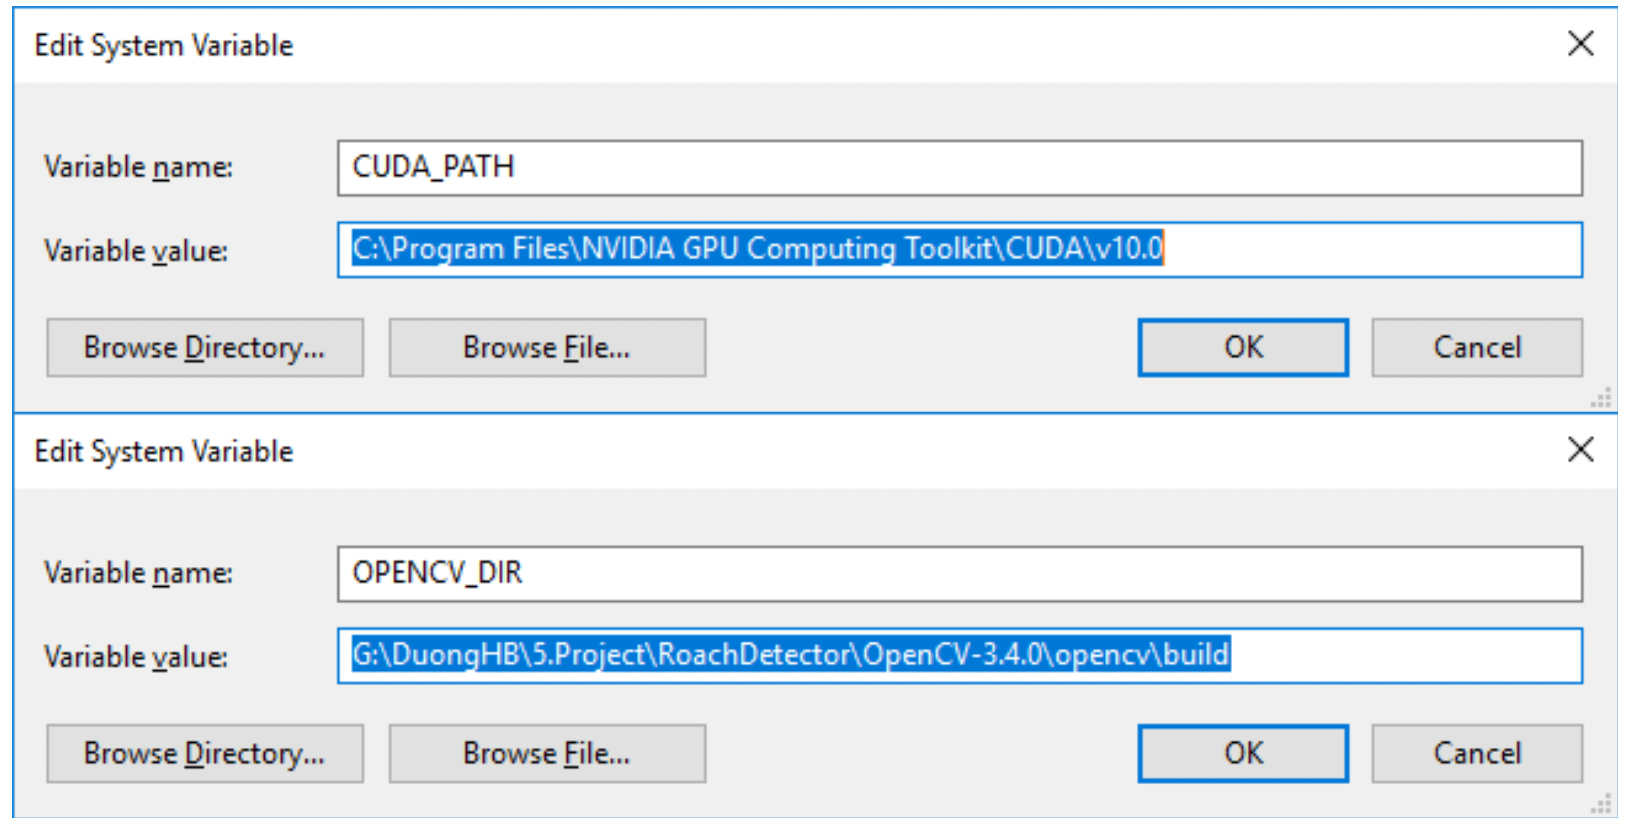 Edit System Variable
Variable name: CUDA_PATH
Variable value: C:\Program Files\NVIDIA GPU Computing Toolkit\CUDA\v10.0
Browse Directory... Browse File... OK Cancel
Edit System Variable
Variable name: OPENCV_DIR
Variable value: G:\DuongHB\5.Project\RoachDetector\OpenCV-3.4.0\opencv\build
Browse Directory... Browse File... OK Cancel